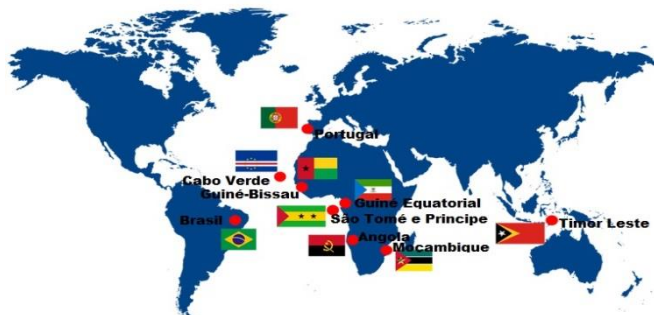 Portugal
Cabo Verde
Guiné-Bissau
Guiné Equatorial
São Tomé e Principe
Brasil
Timor Leste
Angola
Moçambique